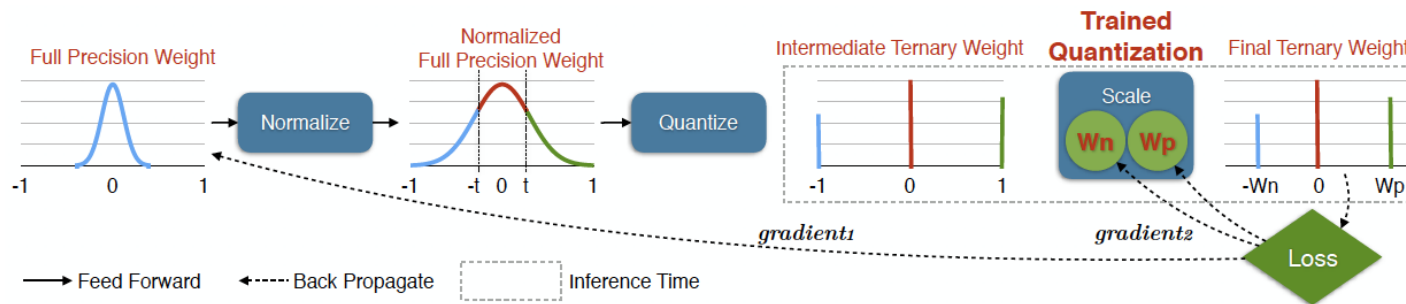 Full Precision Weight
-1 0 1
Normalize
Normalized
Full Precision Weight
-1 -t 0 t 1
Quantize
Intermediate Ternary Weight
-1 0 1
Trained
Quantization
Scale
Wn Wp
Final Ternary Weight
-Wn 0 Wp
gradient1
gradient2
Loss
Feed Forward
Back Propagate
Inference Time